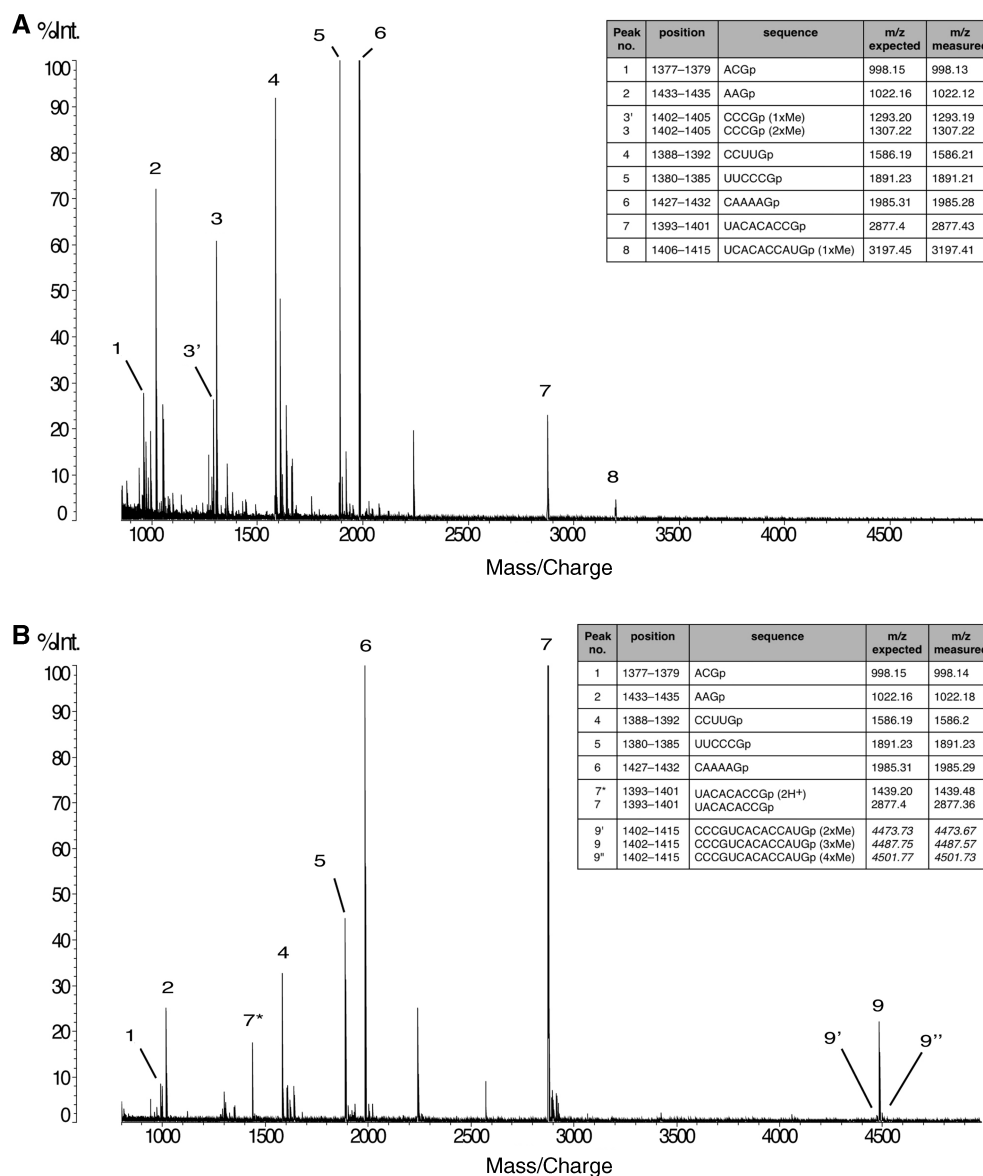 A %Int.
5 6
100
4
90
80
2
70
3
60
50
40
1 3'
30
7
20
10
8
0
1000 1500 2000 2500 3000 3500 4000 4500
Mass/Charge
Peak no. position sequence m/z expected m/z measured
1 1377–1379 ACGp 998.15 998.13
2 1433–1435 AAGp 1022.16 1022.12
3' 1402–1405 CCCGp (1xMe) 1293.20 1293.19
3 1402–1405 CCCGp (2xMe) 1307.22 1307.22
4 1388–1392 CCUUGp 1586.19 1586.21
5 1380–1385 UUCCCGp 1891.23 1891.21
6 1427–1432 CAAAAGp 1985.31 1985.28
7 1393–1401 UACACACCGp 2877.4 2877.43
8 1406–1415 UCACACCAUGp (1xMe) 3197.45 3197.41
B %Int.
6 7
100
90
80
70
60
50
5
40
4
30
2
9
20
1 7* 9' 9''
10
0
1000 1500 2000 2500 3000 3500 4000 4500
Mass/Charge
Peak no. position sequence m/z expected m/z measured
1 1377–1379 ACGp 998.15 998.14
2 1433–1435 AAGp 1022.16 1022.18
4 1388–1392 CCUUGp 1586.19 1586.2
5 1380–1385 UUCCCGp 1891.23 1891.23
6 1427–1432 CAAAAGp 1985.31 1985.29
7* 1393–1401 UACACACCGp (2H+) 1439.20 1439.48
7 1393–1401 UACACACCGp 2877.4 2877.36
9' 1402–1415 CCCGUCACACCAUGp (2xMe) 4473.73 4473.67
9 1402–1415 CCCGUCACACCAUGp (3xMe) 4487.75 4487.57
9" 1402–1415 CCCGUCACACCAUGp (4xMe) 4501.77 4501.73